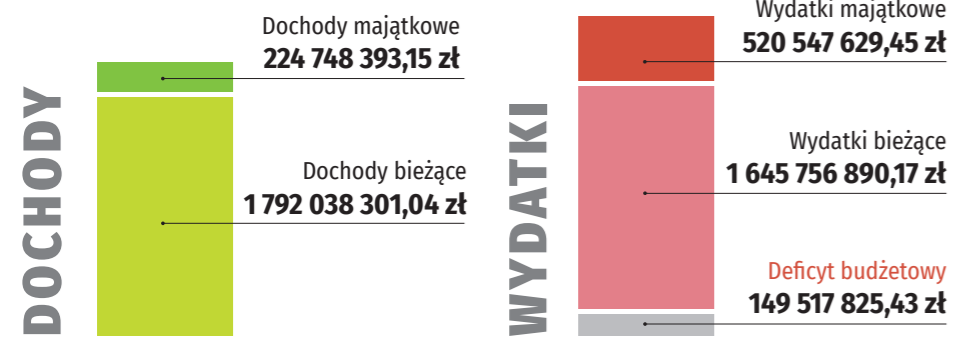 DOCHODY
Dochody majątkowe
224 748 393,15 zł
Dochody bieżące
1 792 038 301,04 zł
WYDATKI
Wydatki majątkowe
520 547 629,45 zł
Wydatki bieżące
1 645 756 890,17 zł
Deficyt budżetowy
149 517 825,43 zł